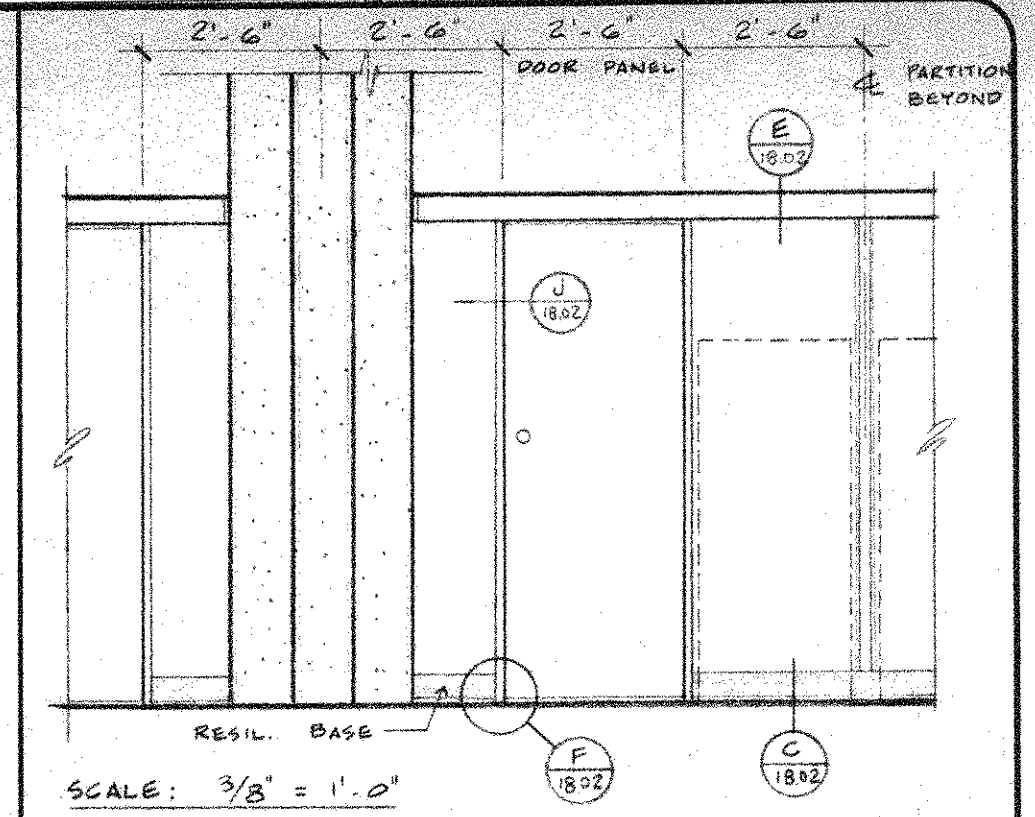 2'-6" 2'-6" 2'-6" 2'-6"
DOOR PANEL
℄ PARTITION
BEYOND
E
18.02
J
18.02
RESIL. BASE
F
18.02
C
18.02
SCALE: 3/8" = 1'-0"